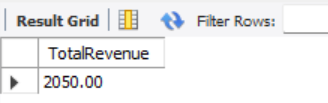 Result Grid Filter Rows:
TotalRevenue
2050.00